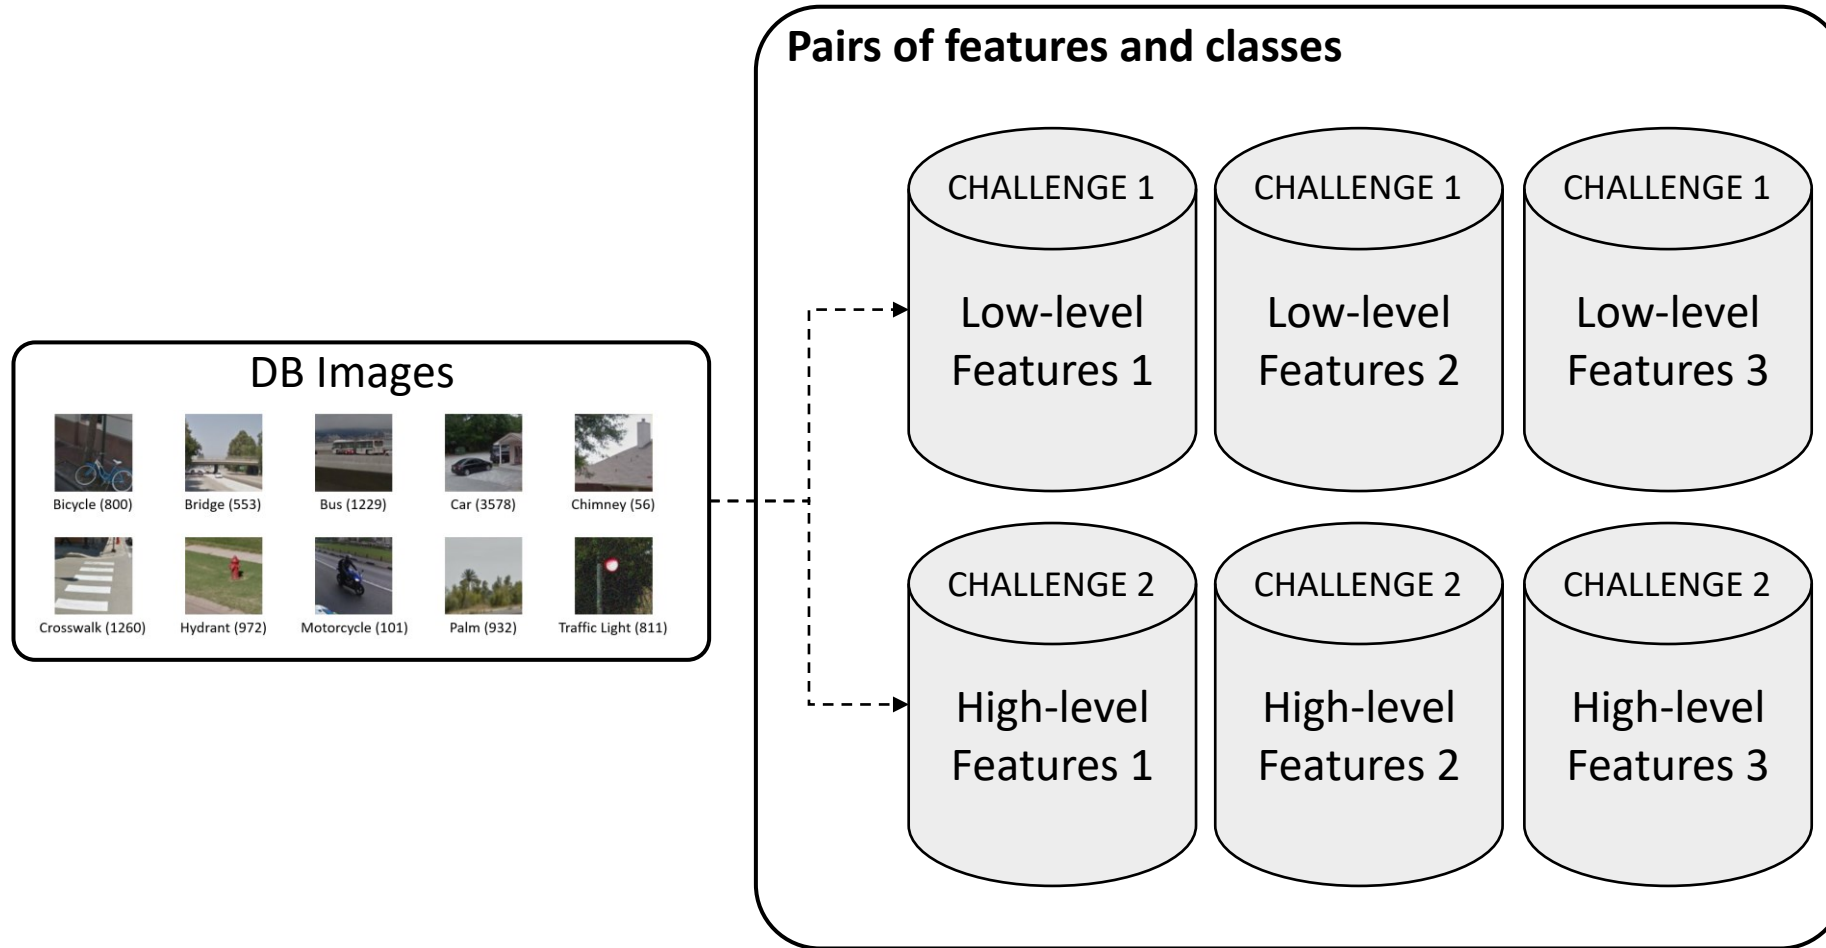 Pairs of features and classes
CHALLENGE 1
CHALLENGE 1
CHALLENGE 1
Low-level
Features 1
Low-level
Features 2
Low-level
Features 3
DB Images
Bicycle (800)
Bridge (553)
Bus (1229)
Car (3578)
Chimney (56)
Crosswalk (1260)
Hydrant (972)
Motorcycle (101)
Palm (932)
Traffic Light (811)
CHALLENGE 2
CHALLENGE 2
CHALLENGE 2
High-level
Features 1
High-level
Features 2
High-level
Features 3